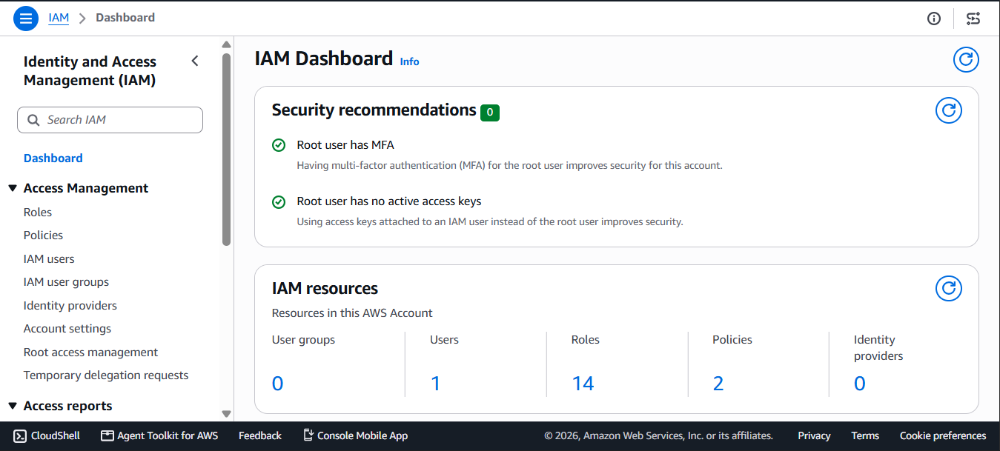 IAM > Dashboard
Identity and Access
Management (IAM)
Search IAM
Dashboard
Access Management
Roles
Policies
IAM users
IAM user groups
Identity providers
Account settings
Root access management
Temporary delegation requests
Access reports
IAM Dashboard Info
Security recommendations 0
Root user has MFA
Having multi-factor authentication (MFA) for the root user improves security for this account.
Root user has no active access keys
Using access keys attached to an IAM user instead of the root user improves security.
IAM resources
Resources in this AWS Account
User groups
0
Users
1
Roles
14
Policies
2
Identity
providers
0
CloudShell Agent Toolkit for AWS Feedback Console Mobile App © 2026, Amazon Web Services, Inc. or its affiliates. Privacy Terms Cookie preferences